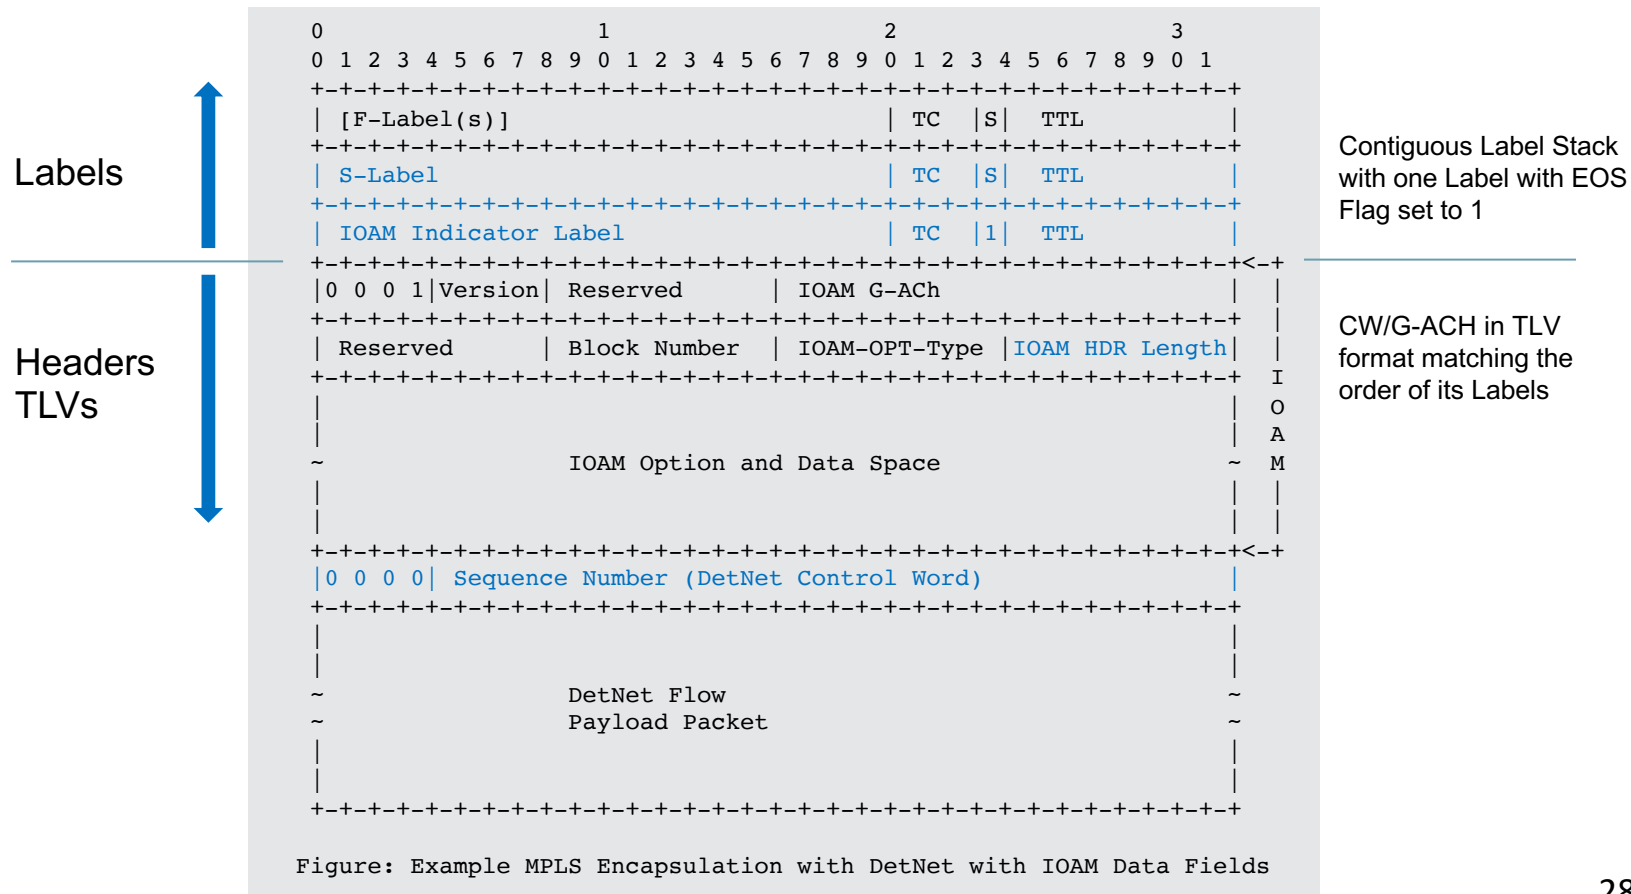 0                   1                   2                   3
0 1 2 3 4 5 6 7 8 9 0 1 2 3 4 5 6 7 8 9 0 1 2 3 4 5 6 7 8 9 0 1
+-+-+-+-+-+-+-+-+-+-+-+-+-+-+-+-+-+-+-+-+-+-+-+-+-+-+-+-+-+-+-+-+
| [F-Label(s)]                          | TC  |S|  TTL          |
+-+-+-+-+-+-+-+-+-+-+-+-+-+-+-+-+-+-+-+-+-+-+-+-+-+-+-+-+-+-+-+-+
| S-Label                               | TC  |S|  TTL          |
+-+-+-+-+-+-+-+-+-+-+-+-+-+-+-+-+-+-+-+-+-+-+-+-+-+-+-+-+-+-+-+-+
| IOAM Indicator Label                  | TC  |1|  TTL          |
+-+-+-+-+-+-+-+-+-+-+-+-+-+-+-+-+-+-+-+-+-+-+-+-+-+-+-+-+-+-+-+-+<-+
|0 0 0 1|Version| Reserved      | IOAM G-ACh                    |  |
+-+-+-+-+-+-+-+-+-+-+-+-+-+-+-+-+-+-+-+-+-+-+-+-+-+-+-+-+-+-+-+-+  |
| Reserved      | Block Number  | IOAM-OPT-Type |IOAM HDR Length|  |
+-+-+-+-+-+-+-+-+-+-+-+-+-+-+-+-+-+-+-+-+-+-+-+-+-+-+-+-+-+-+-+-+  I
|                                                               |  O
|                                                               |  A
~                 IOAM Option and Data Space                    ~  M
|                                                               |  |
|                                                               |  |
+-+-+-+-+-+-+-+-+-+-+-+-+-+-+-+-+-+-+-+-+-+-+-+-+-+-+-+-+-+-+-+-+<-+
|0 0 0 0| Sequence Number (DetNet Control Word)                 |
+-+-+-+-+-+-+-+-+-+-+-+-+-+-+-+-+-+-+-+-+-+-+-+-+-+-+-+-+-+-+-+-+
|                                                               |
|                                                               |
~                 DetNet Flow                                   ~
~                 Payload Packet                                ~
|                                                               |
|                                                               |
+-+-+-+-+-+-+-+-+-+-+-+-+-+-+-+-+-+-+-+-+-+-+-+-+-+-+-+-+-+-+-+-+
Figure: Example MPLS Encapsulation with DetNet with IOAM Data Fields
Labels
Headers
TLVs
Contiguous Label Stack
with one Label with EOS
Flag set to 1
CW/G-ACH in TLV
format matching the
order of its Labels
28